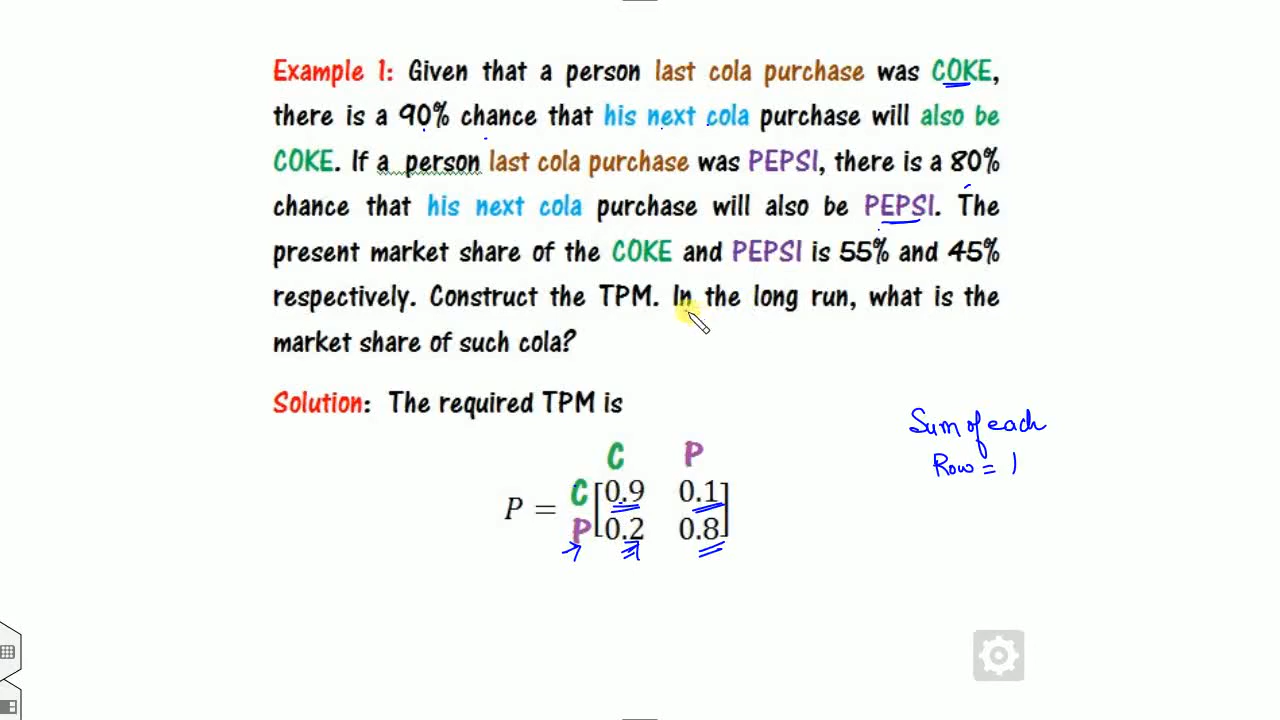 Example 1: Given that a person last cola purchase was COKE,
there is a 90% chance that his next cola purchase will also be
COKE. If a person last cola purchase was PEPSI, there is a 80%
chance that his next cola purchase will also be PEPSI. The
present market share of the COKE and PEPSI is 55% and 45%
respectively. Construct the TPM. In the long run, what is the
market share of such cola?
Solution: The required TPM is
Sum of each
Row = 1
C P
P = C [0.9 0.1]
P [0.2 0.8]